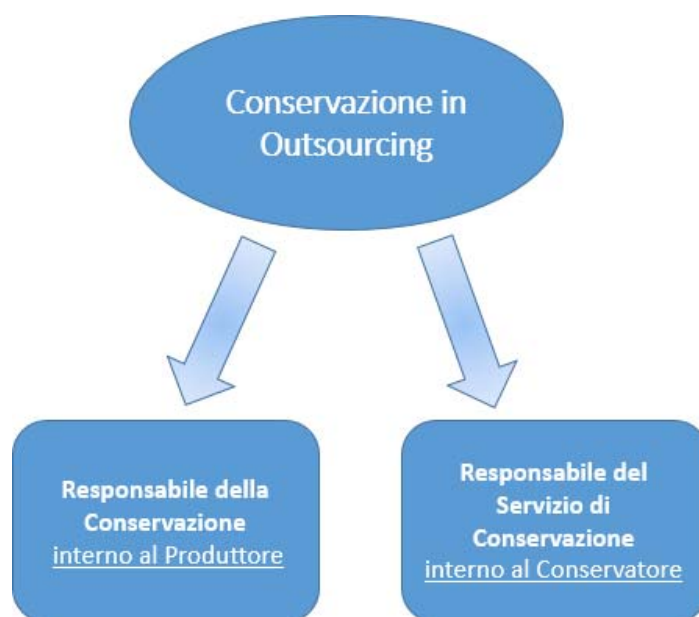 Conservazione in
Outsourcing
Responsabile della
Conservazione
interno al Produttore
Responsabile del
Servizio di
Conservazione
interno al Conservatore